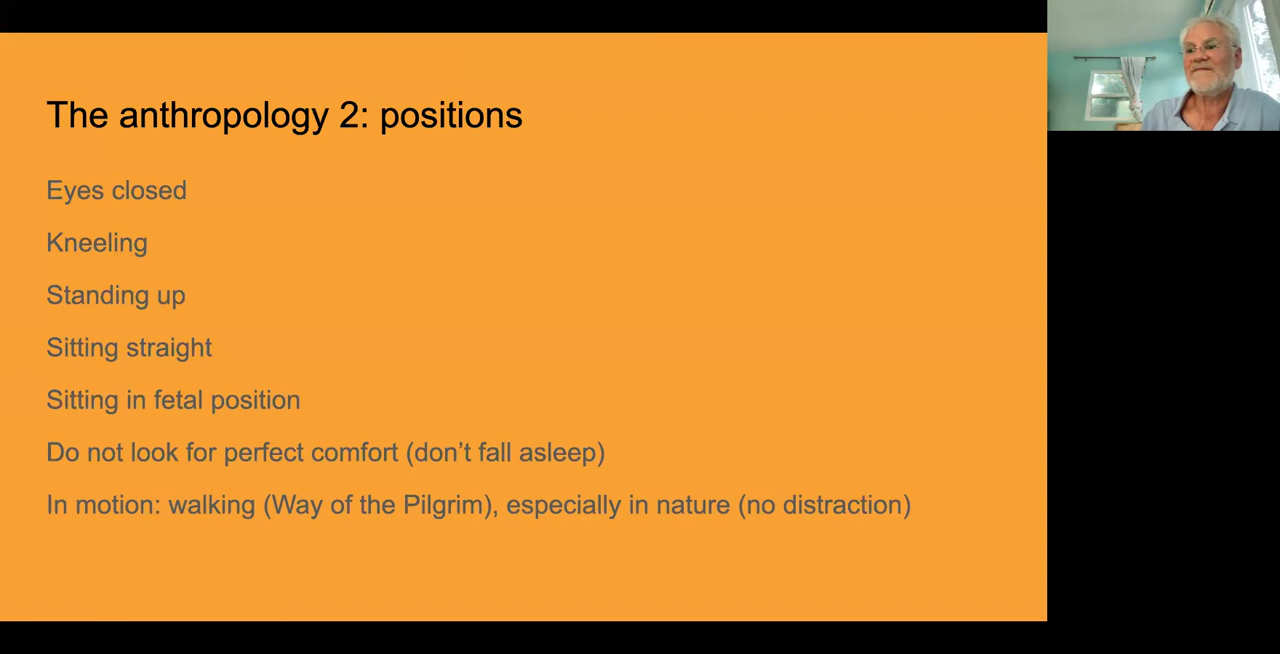 The anthropology 2: positions
Eyes closed
Kneeling
Standing up
Sitting straight
Sitting in fetal position
Do not look for perfect comfort (don’t fall asleep)
In motion: walking (Way of the Pilgrim), especially in nature (no distraction)